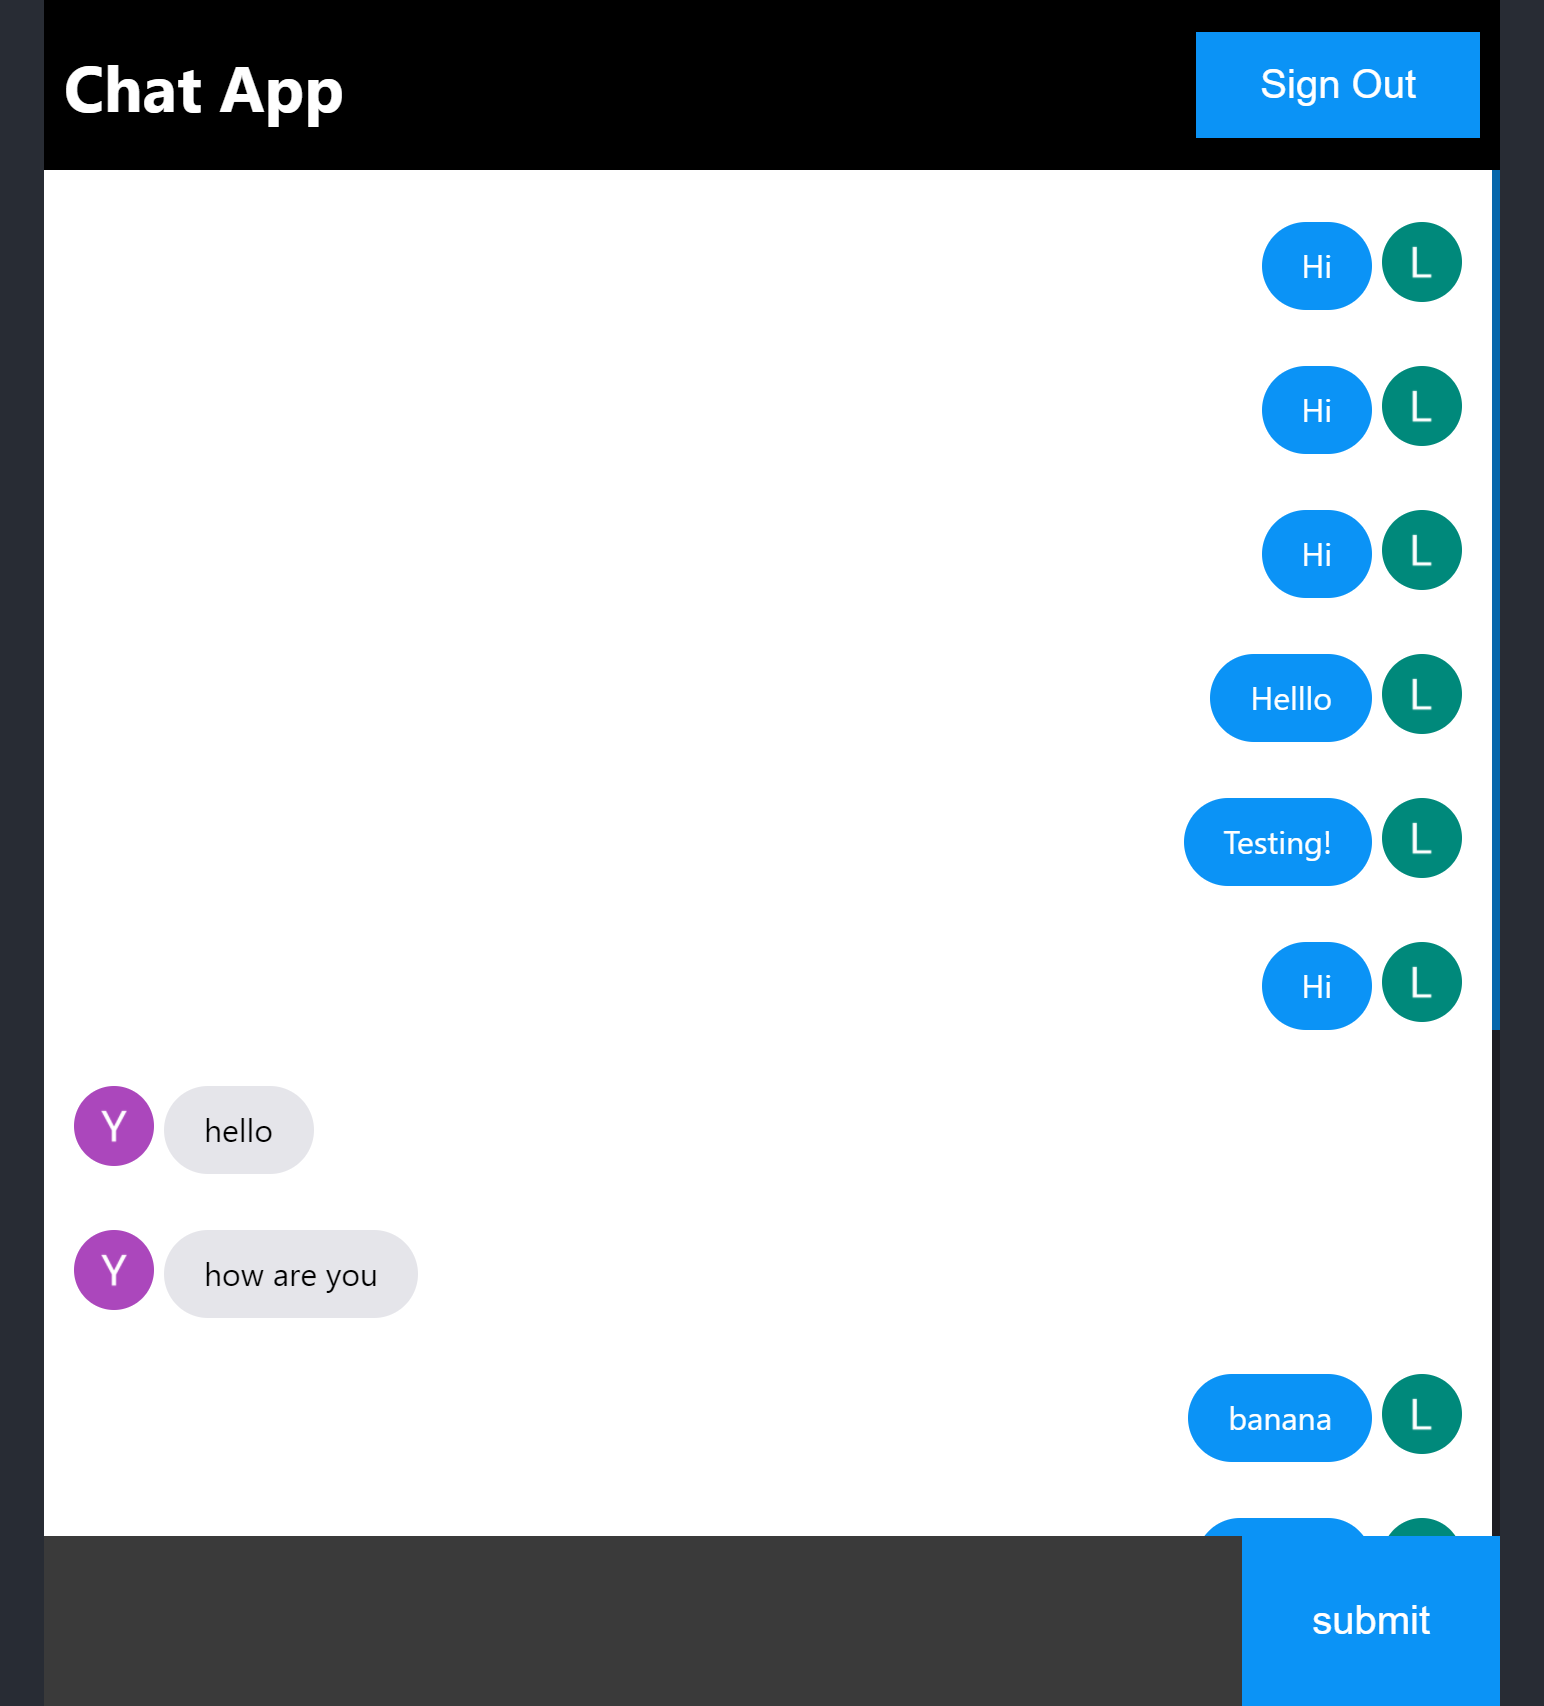 Chat App
Sign Out
Hi L
Hi L
Hi L
Helllo L
Testing! L
Hi L
Y hello
Y how are you
banana L
submit